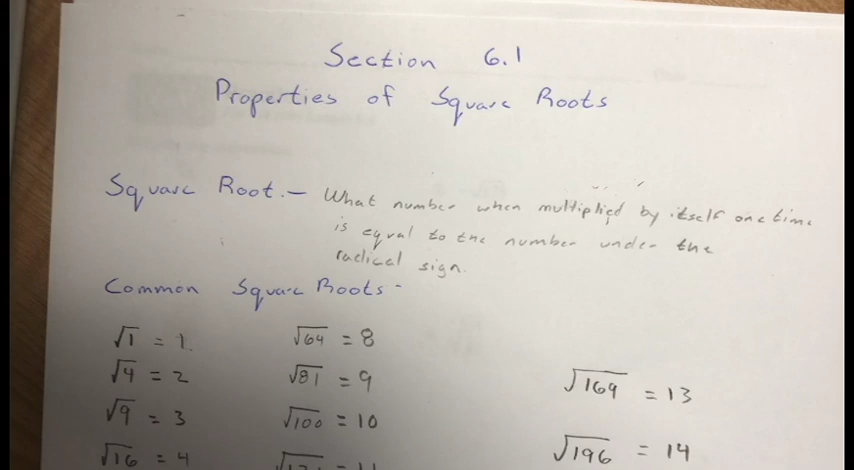 Section 6.1
Properties of Square Roots
Square Root.- What number when multiplied by itself one time
is equal to the number under the
radical sign.
Common Square Roots-
√1 = 1 √64 = 8
√4 = 2 √81 = 9 √169 = 13
√9 = 3 √100 = 10
√16 = 4 √196 = 14